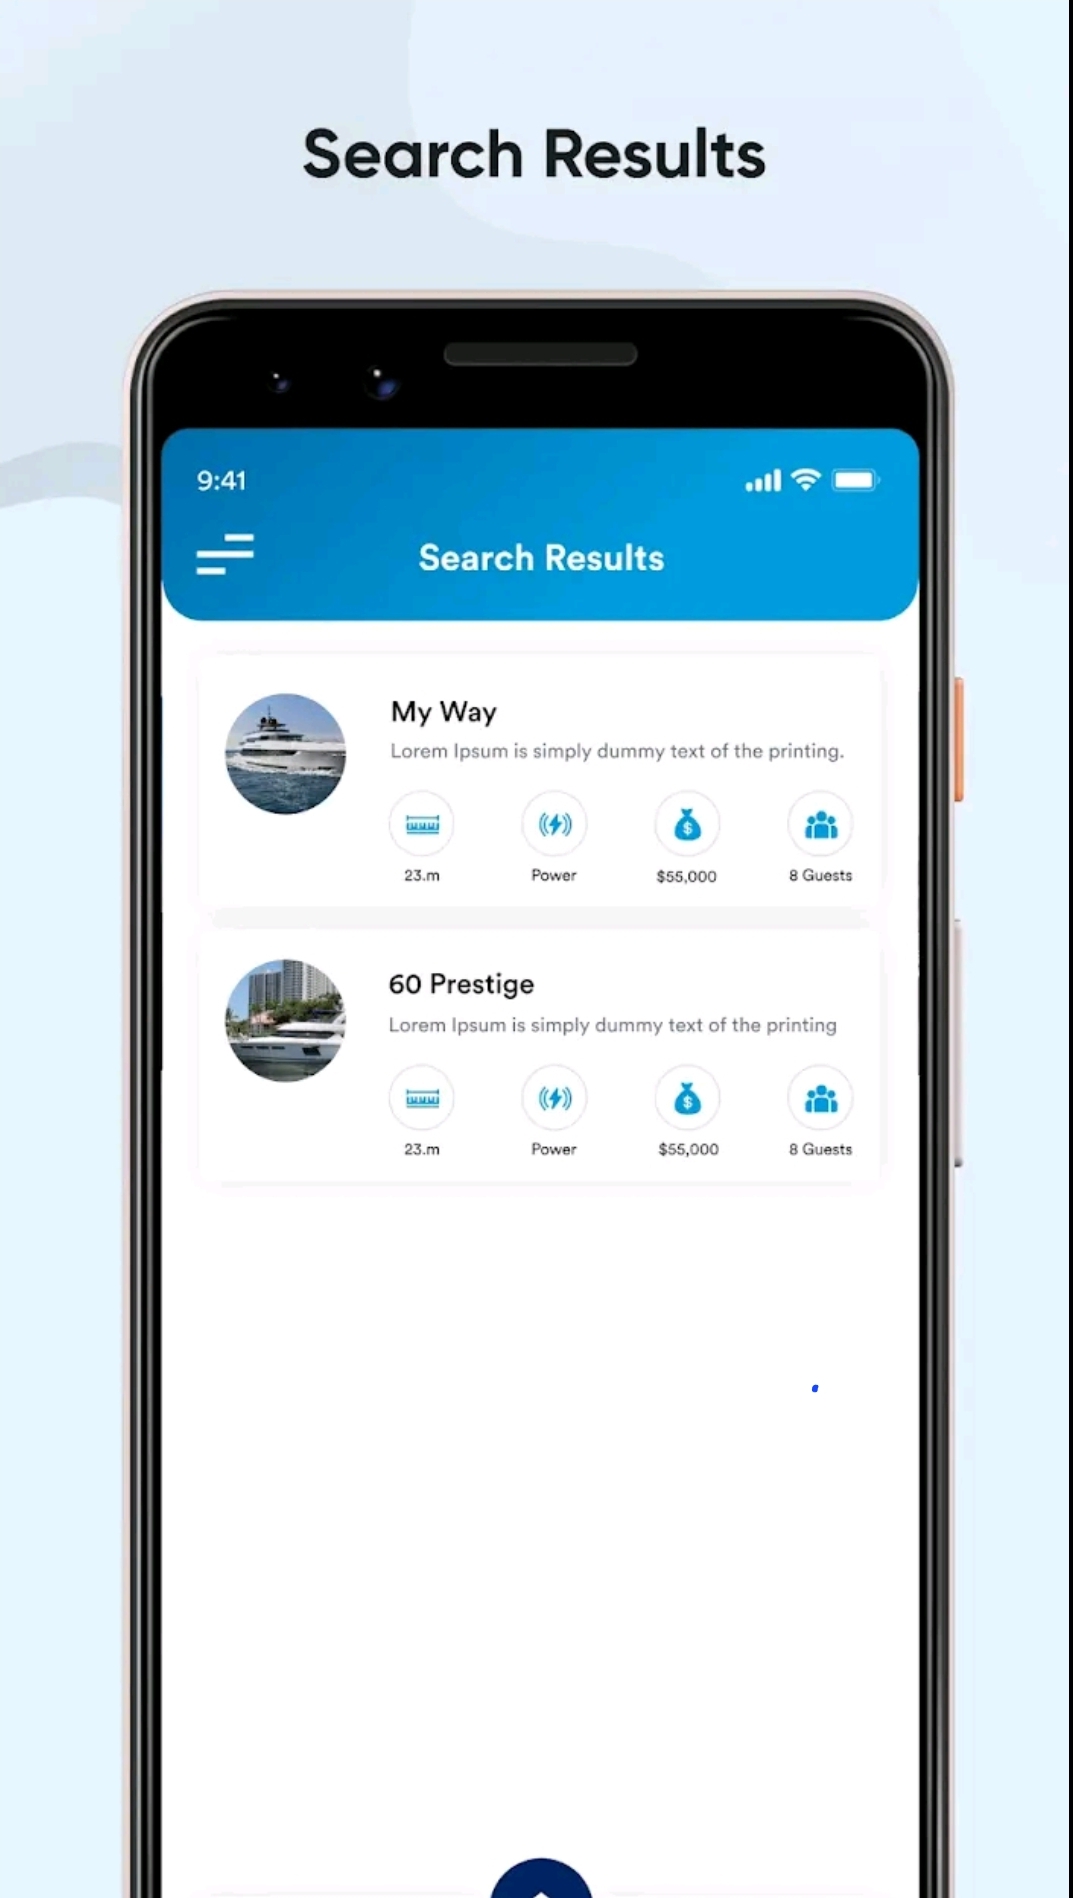 Search Results
9:41
Search Results
My Way
Lorem Ipsum is simply dummy text of the printing.
23.m Power $55,000 8 Guests
60 Prestige
Lorem Ipsum is simply dummy text of the printing
23.m Power $55,000 8 Guests